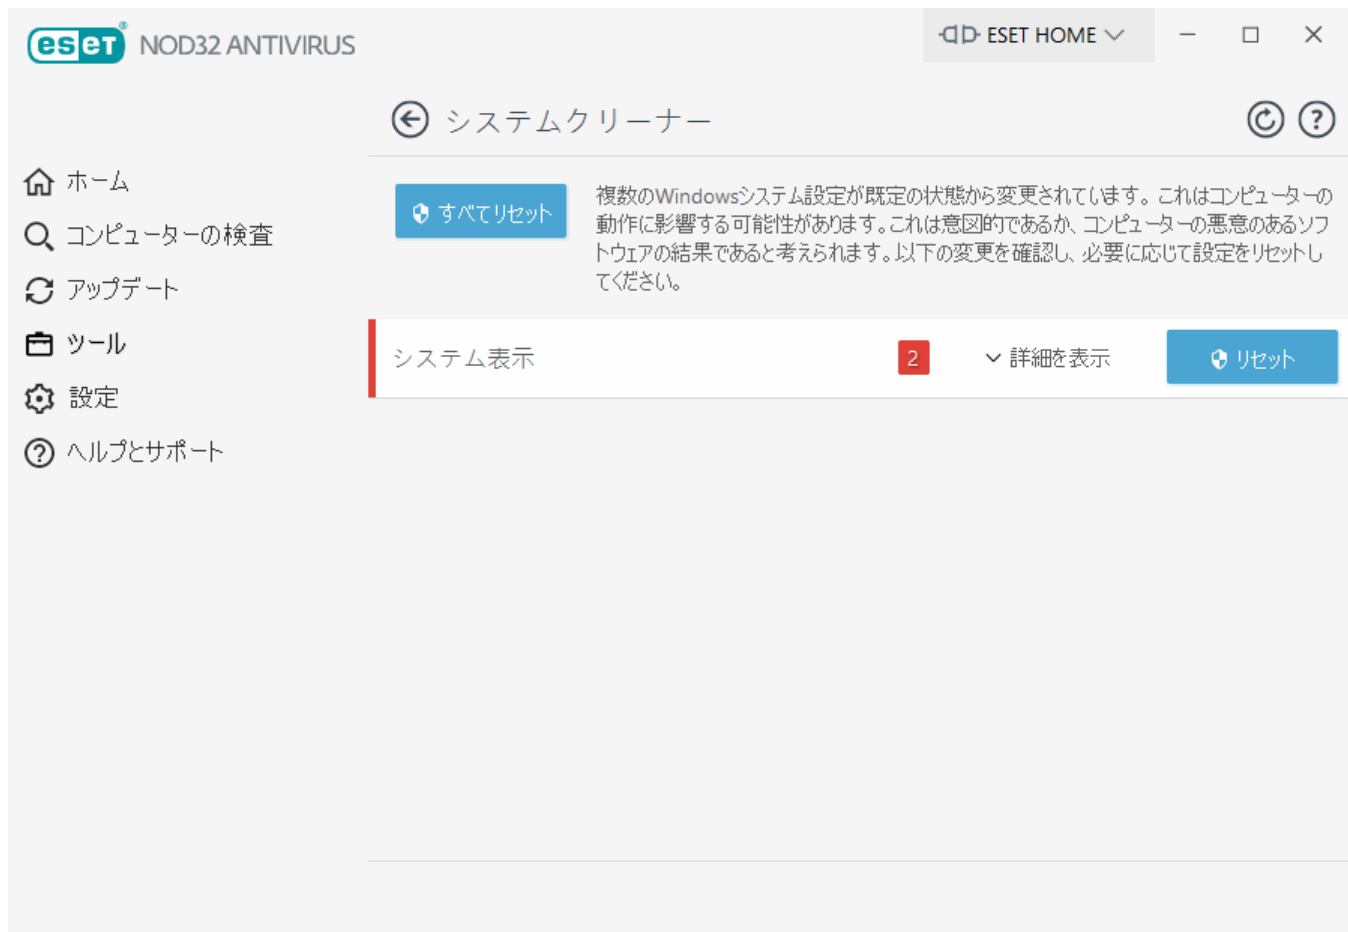 eset® NOD32 ANTIVIRUS
ESET HOME
システムクリーナー
ホーム
コンピューターの検査
アップデート
ツール
設定
ヘルプとサポート
すべてリセット
複数のWindowsシステム設定が既定の状態から変更されています。これはコンピューターの
動作に影響する可能性があります。これは意図的であるか、コンピューターの悪意のあるソフ
トウェアの結果であると考えられます。以下の変更を確認し、必要に応じて設定をリセットし
てください。
システム表示 2 詳細を表示 リセット